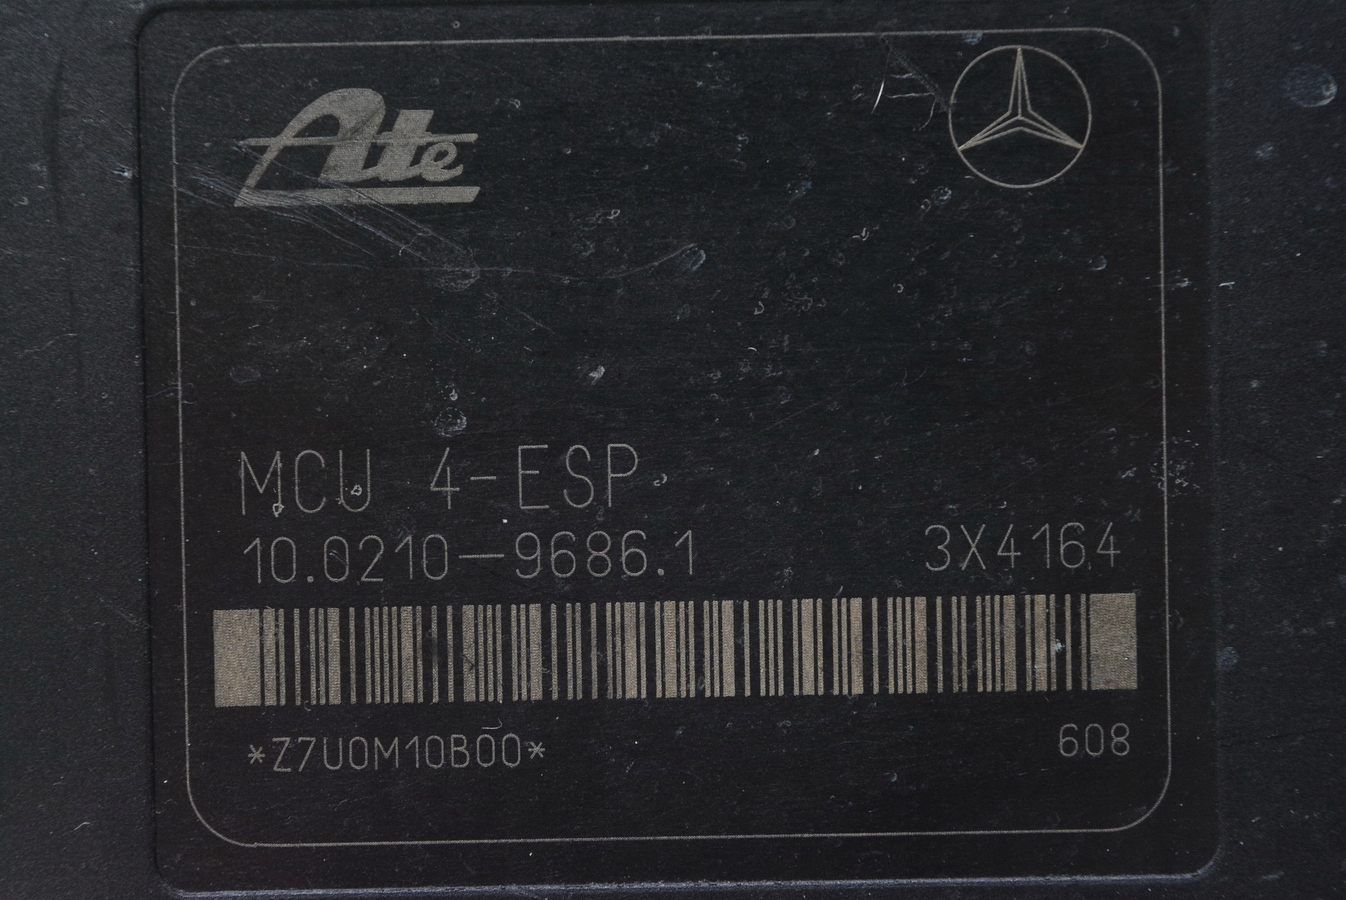 Ate
MCU 4-ESP
10.0210-9686.1 3X4164
*Z7U0M10B00*
608